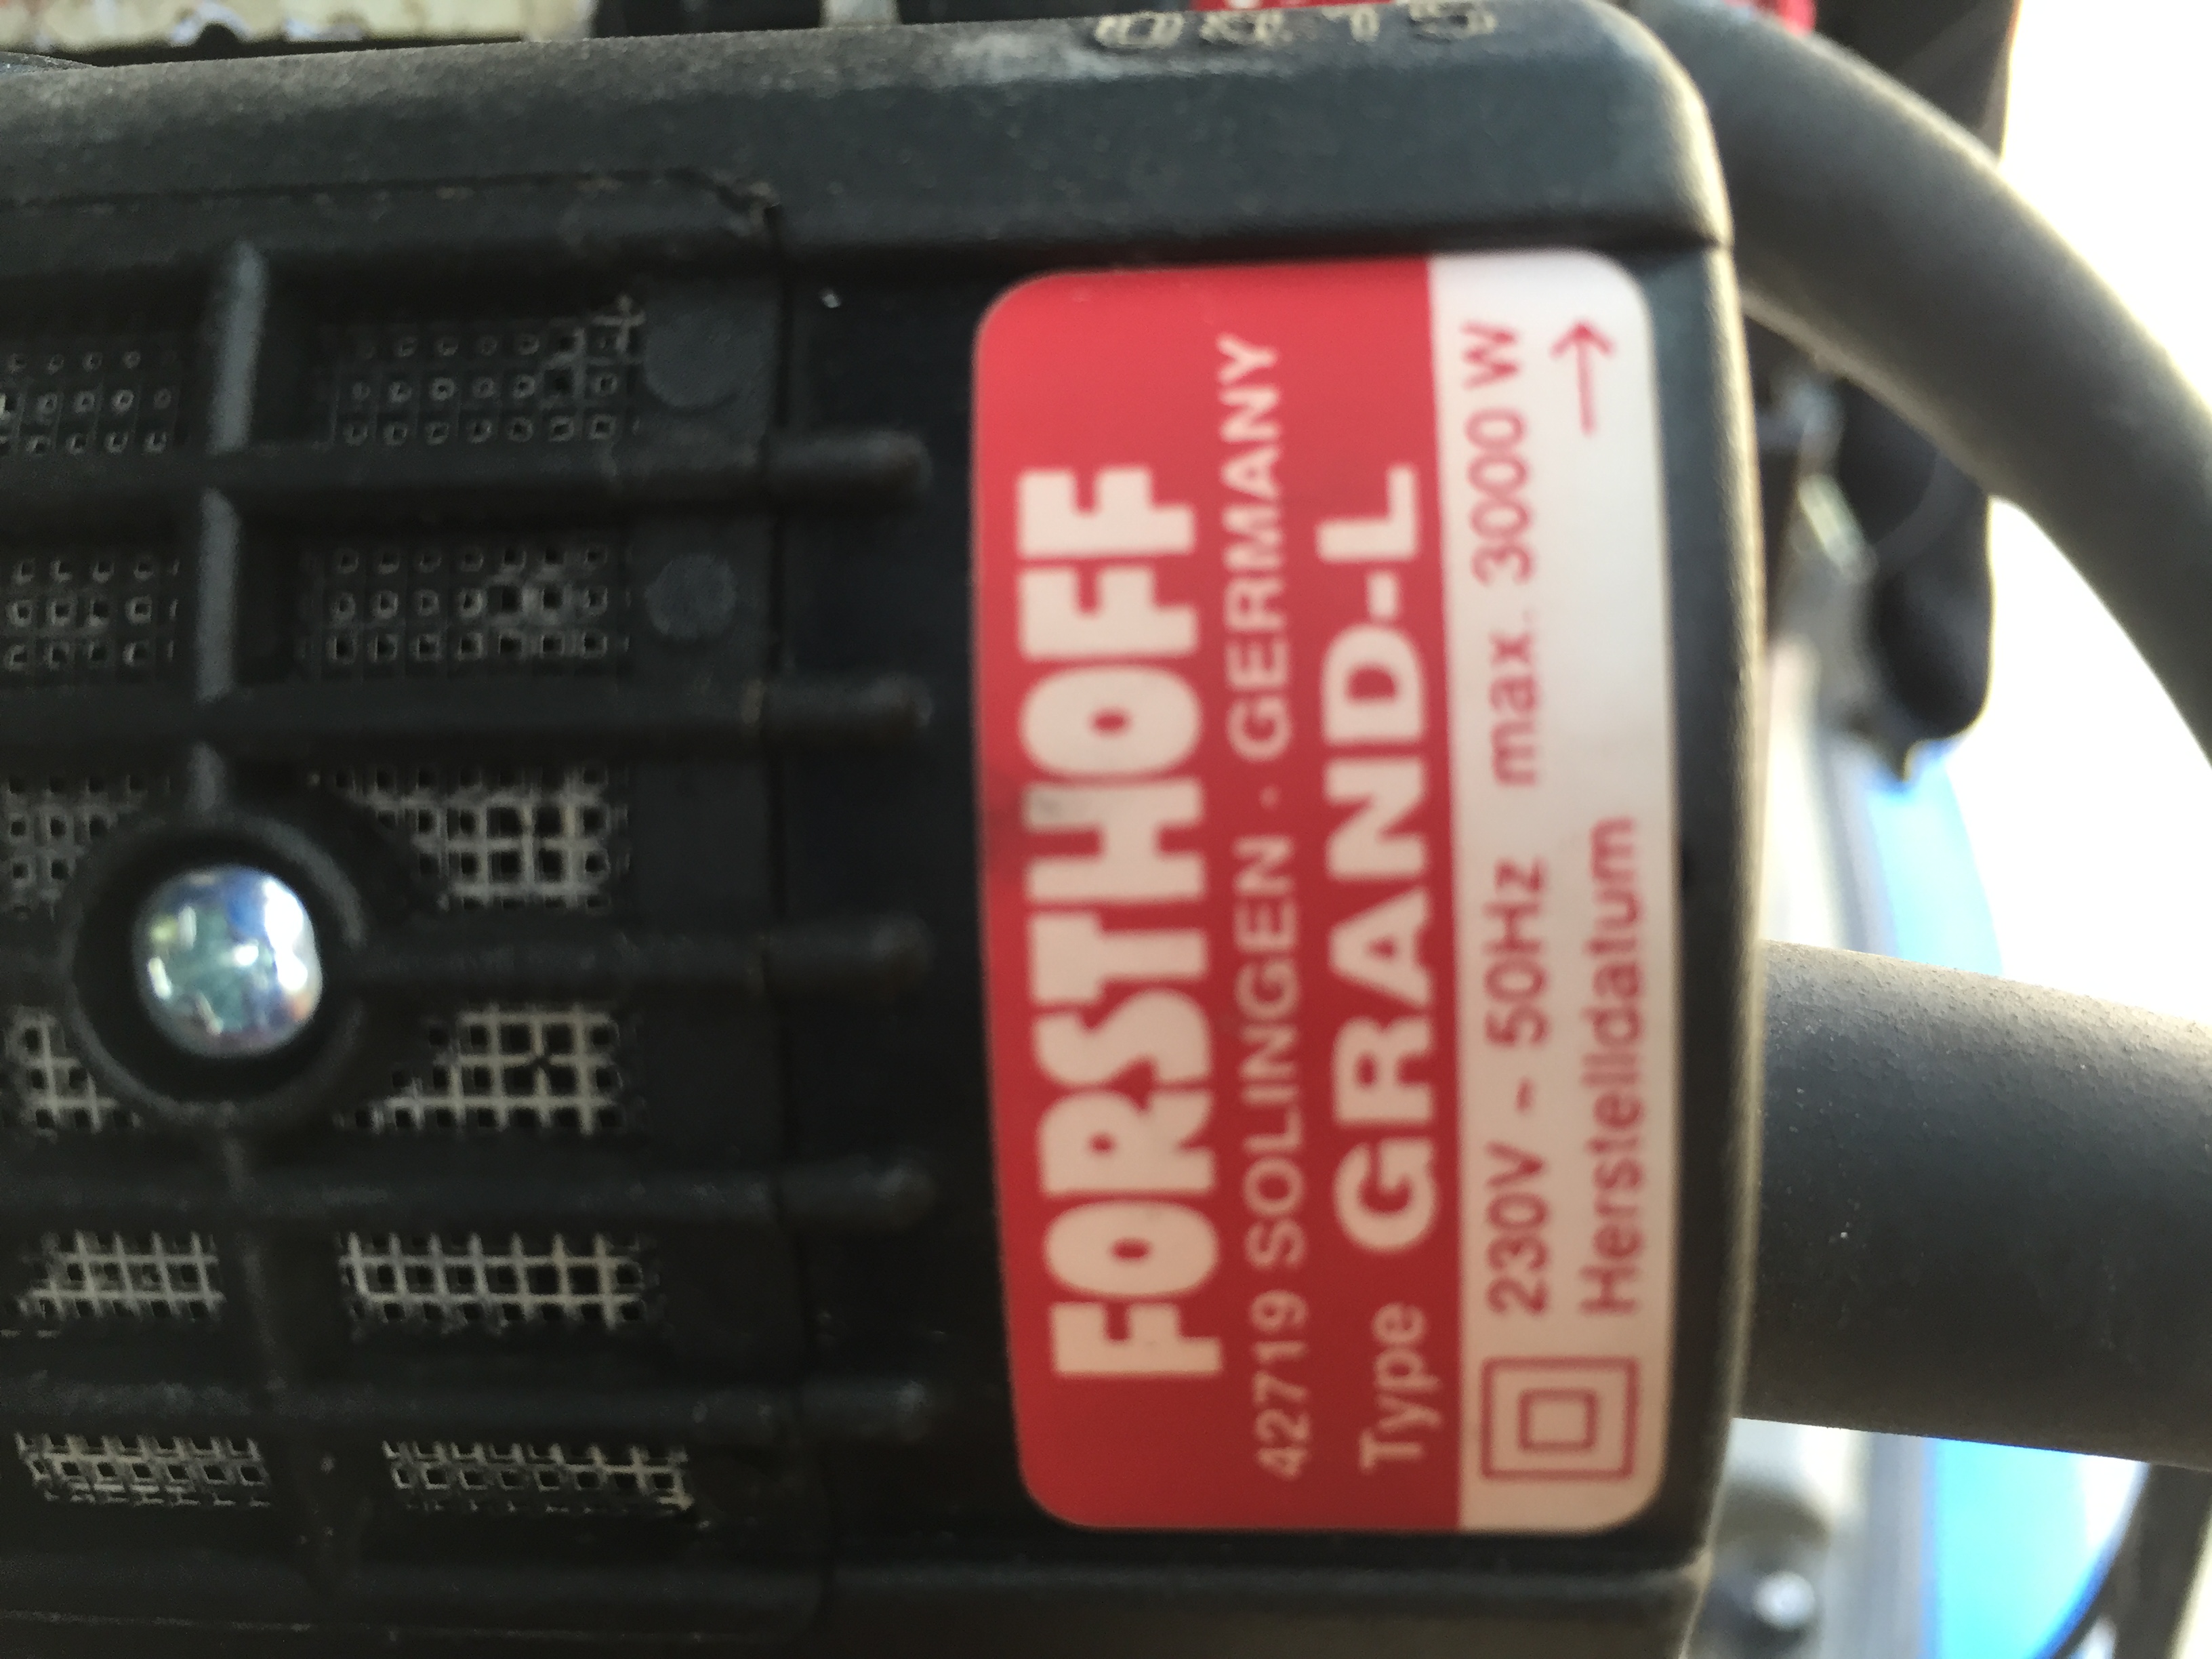 FORSTHOFF
42719 SOLINGEN - GERMANY
Type GRAND-L
230V ~ 50Hz max. 3000 W
Herstelldatum →